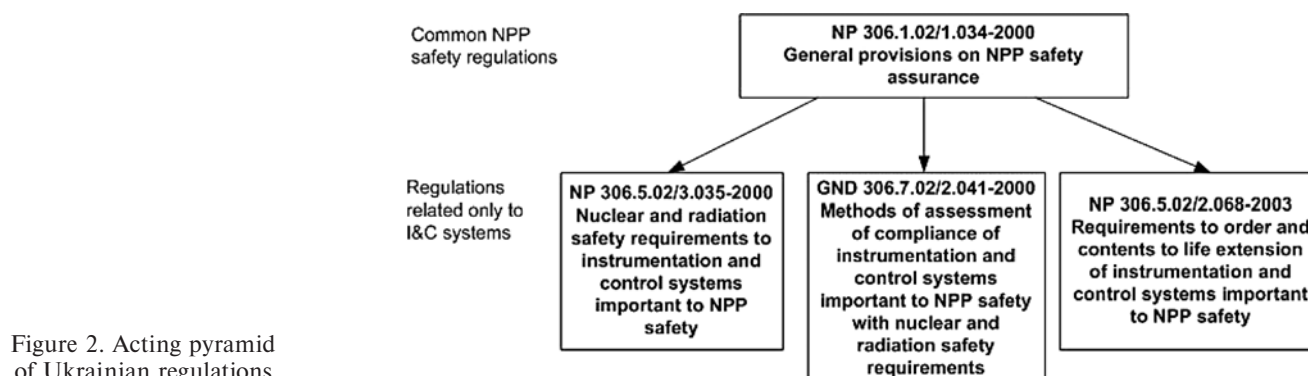 Common NPP
safety regulations
NP 306.1.02/1.034-2000
General provisions on NPP safety
assurance
Regulations
related only to
I&C systems
NP 306.5.02/3.035-2000
Nuclear and radiation
safety requirements to
instrumentation and
control systems
important to NPP
safety
GND 306.7.02/2.041-2000
Methods of assessment
of compliance of
instrumentation and
control systems
important to NPP safety
with nuclear and
radiation safety
requirements
NP 306.5.02/2.068-2003
Requirements to order and
contents to life extension
of instrumentation and
control systems important
to NPP safety
Figure 2. Acting pyramid
of Ukrainian regulations